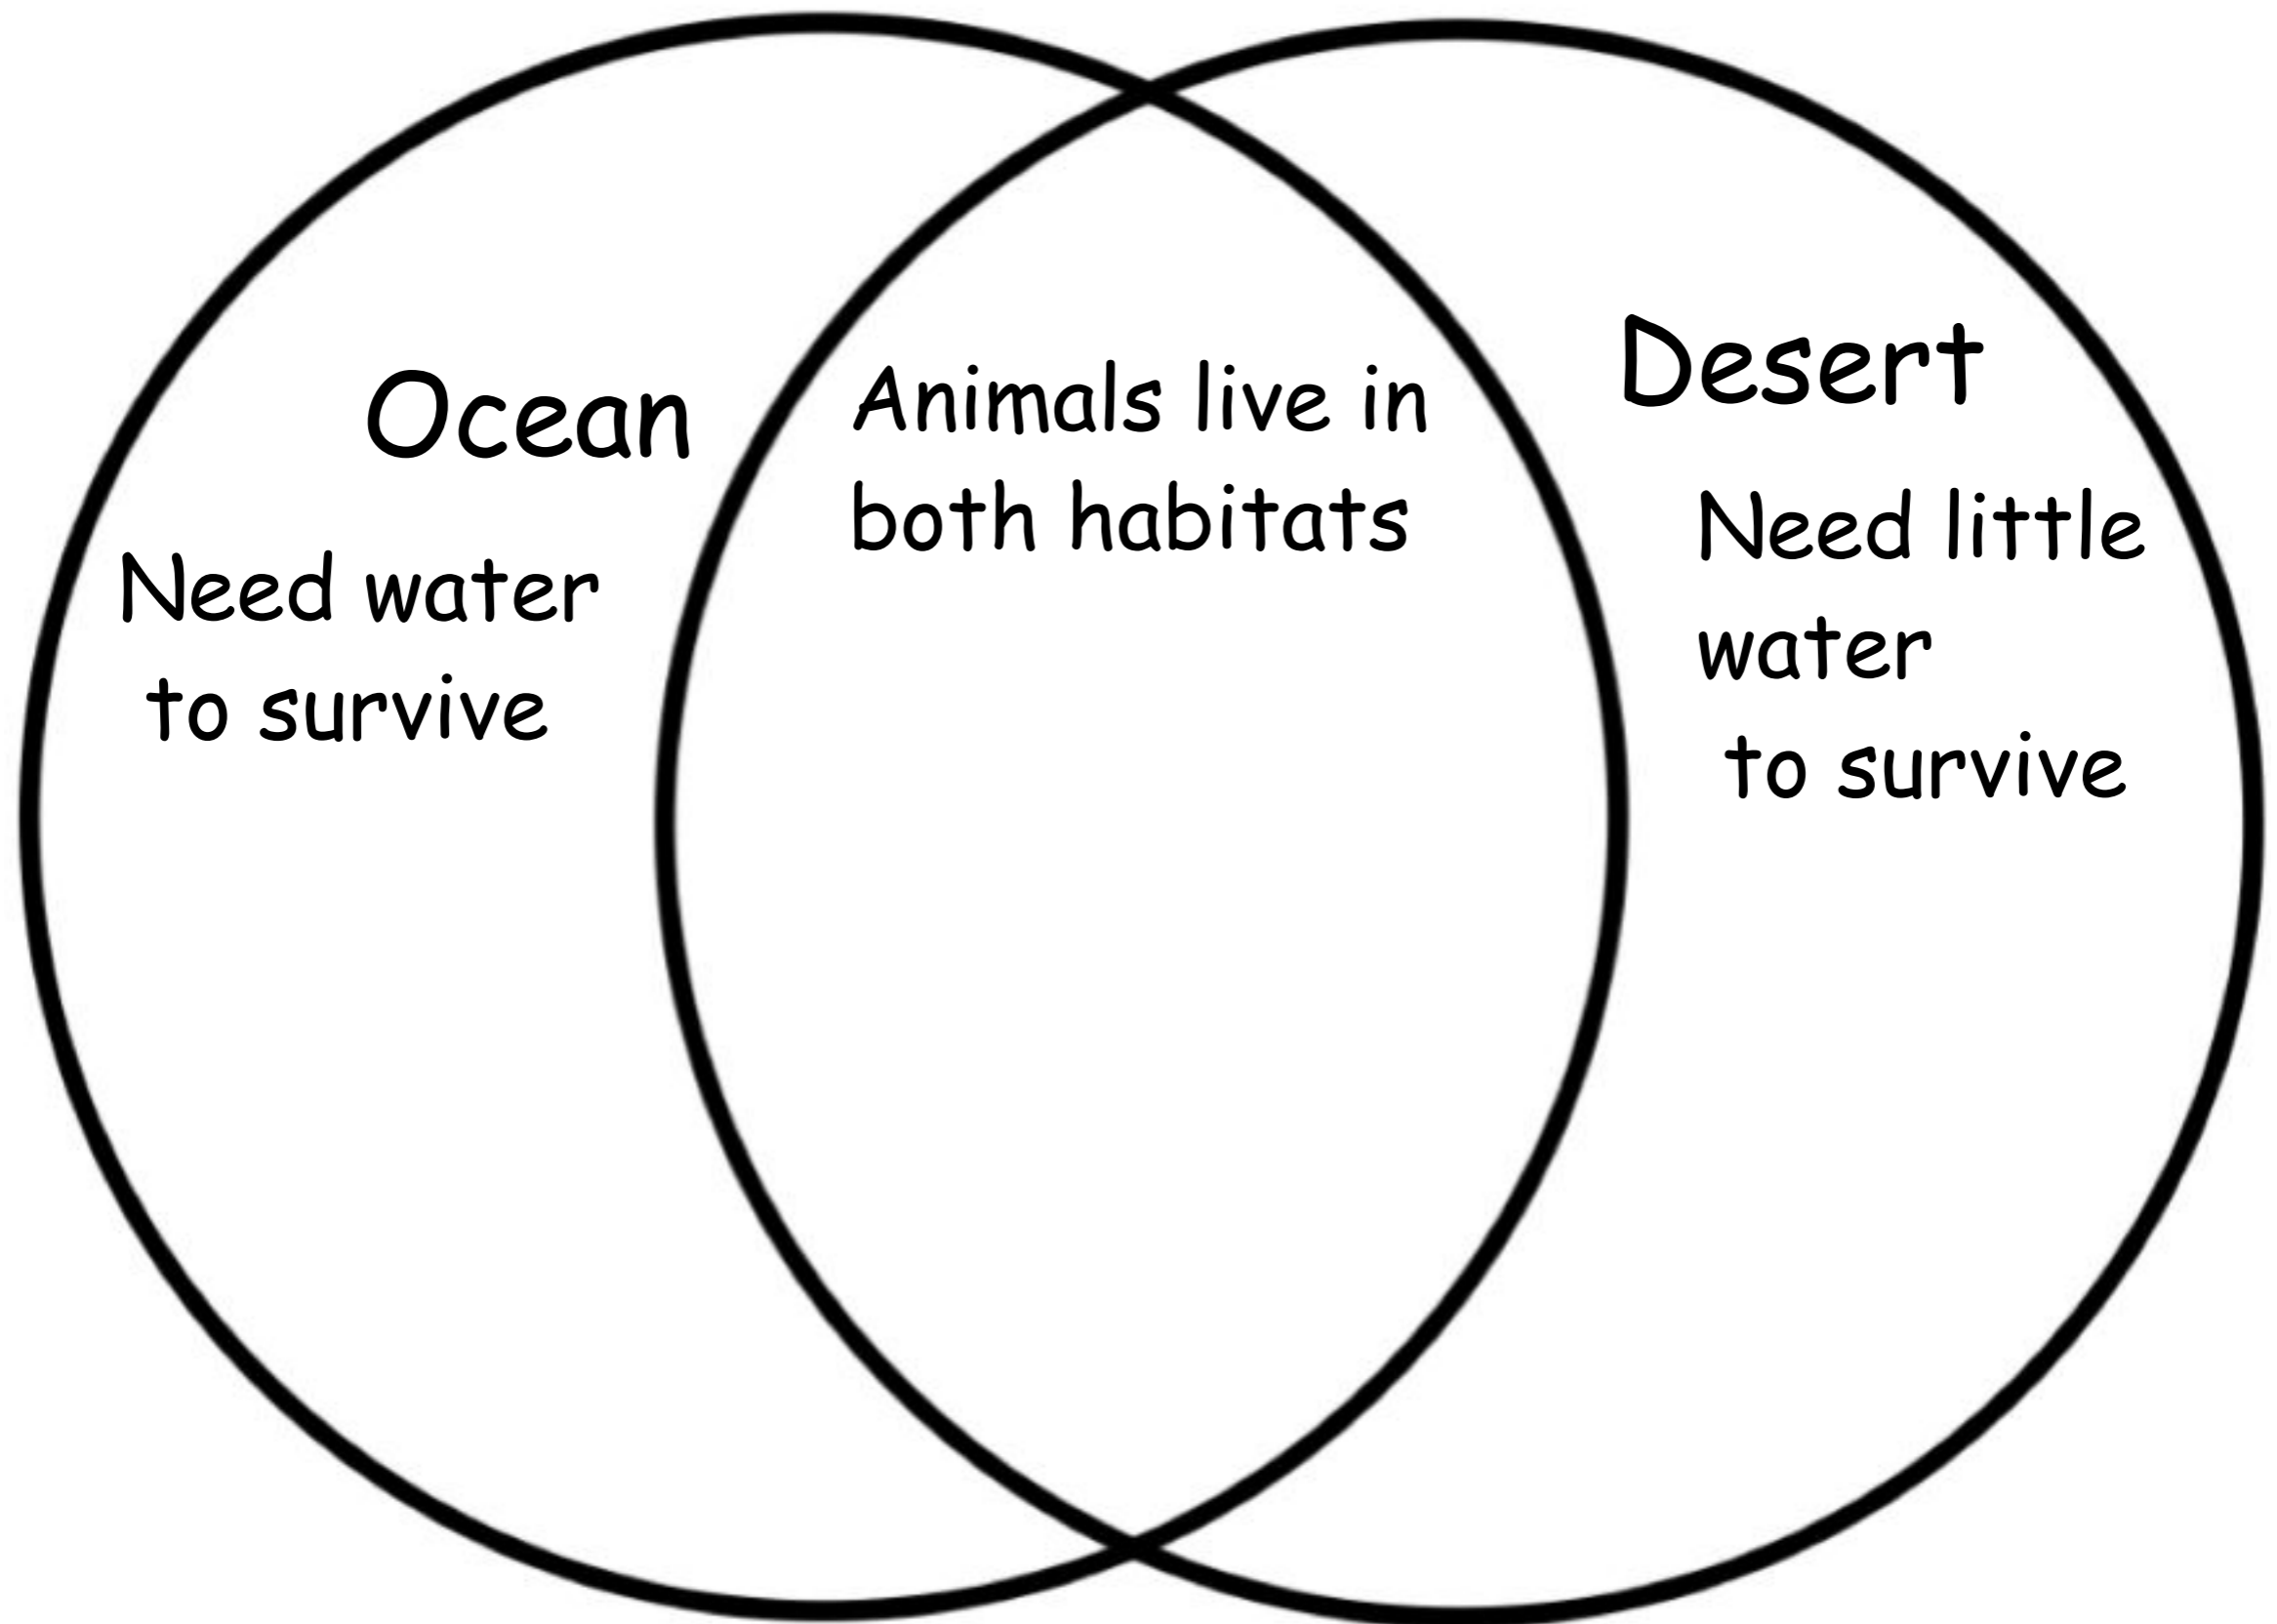 Ocean
Need water
to survive
Animals live in
both habitats
Desert
Need little
water
to survive